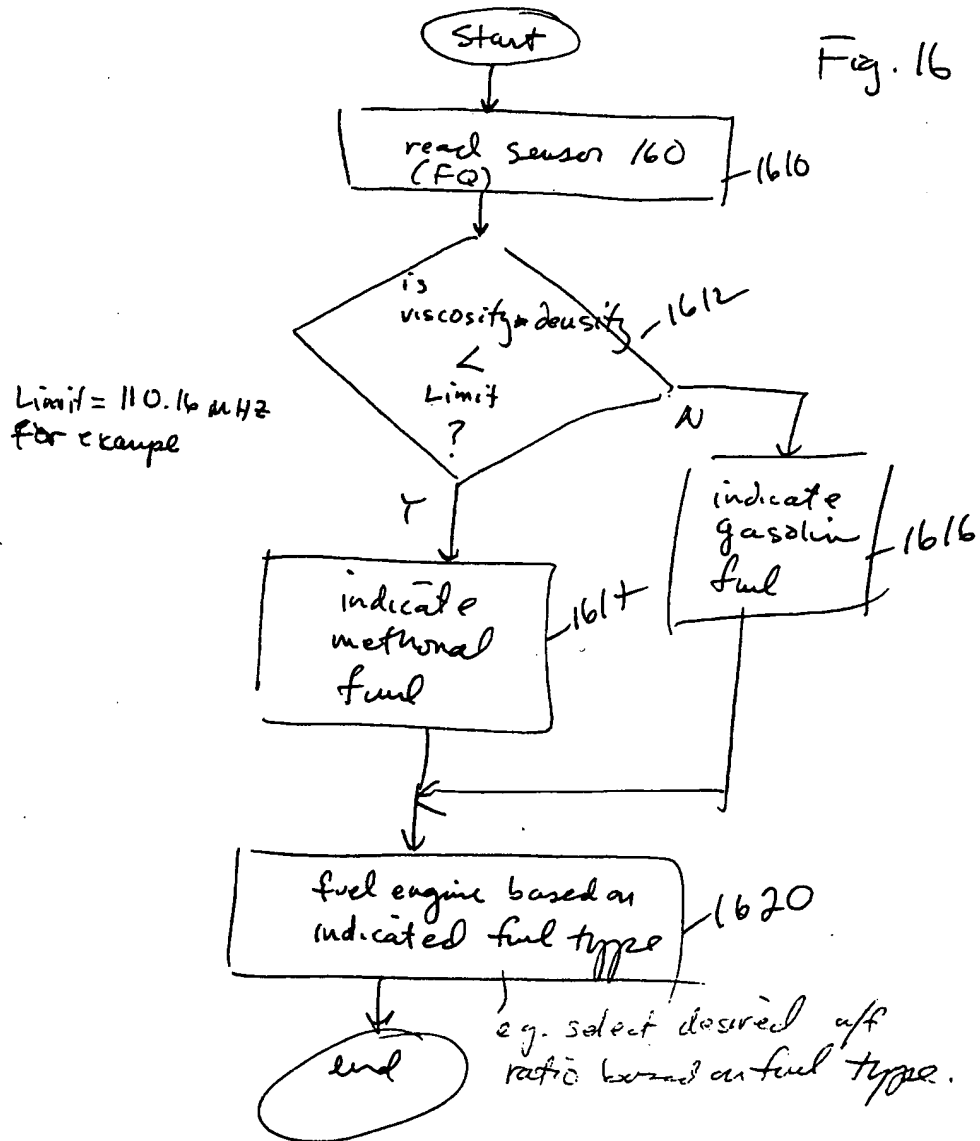 Start
Fig. 16
read sensor 160
(FQ)
1610
is
viscosity * density
<
Limit
?
1612
Limit = 110.16 MHZ
for exampe
N
Y
indicate
gasolin
fuel
1616
indicate
methonal
fuel
1614
fuel engine based on
indicated fuel type
1620
e.g. select desired a/f
ratio based on fuel type.
end